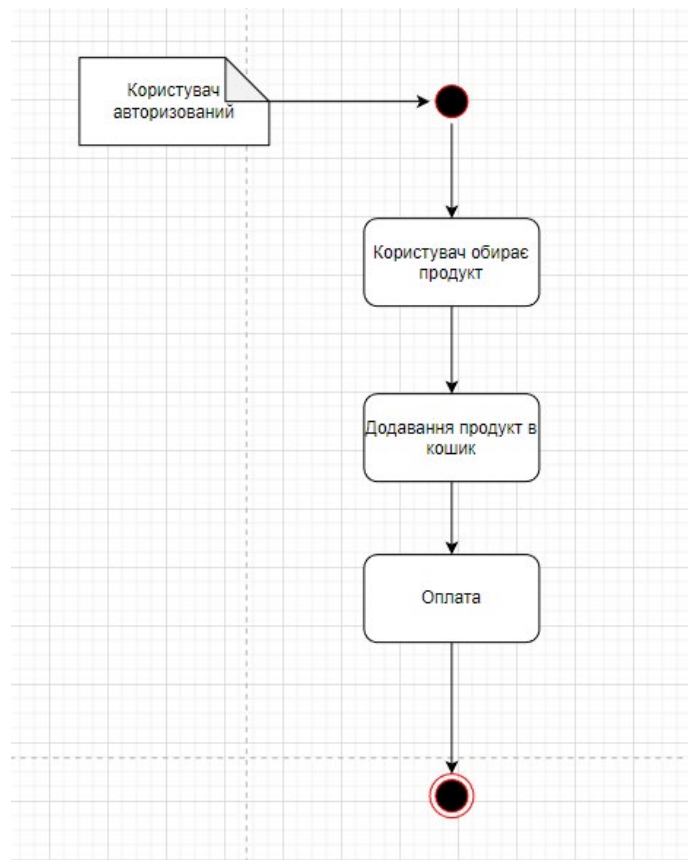 Користувач
авторизований
Користувач обирає
продукт
Додавання продукт в
кошик
Оплата